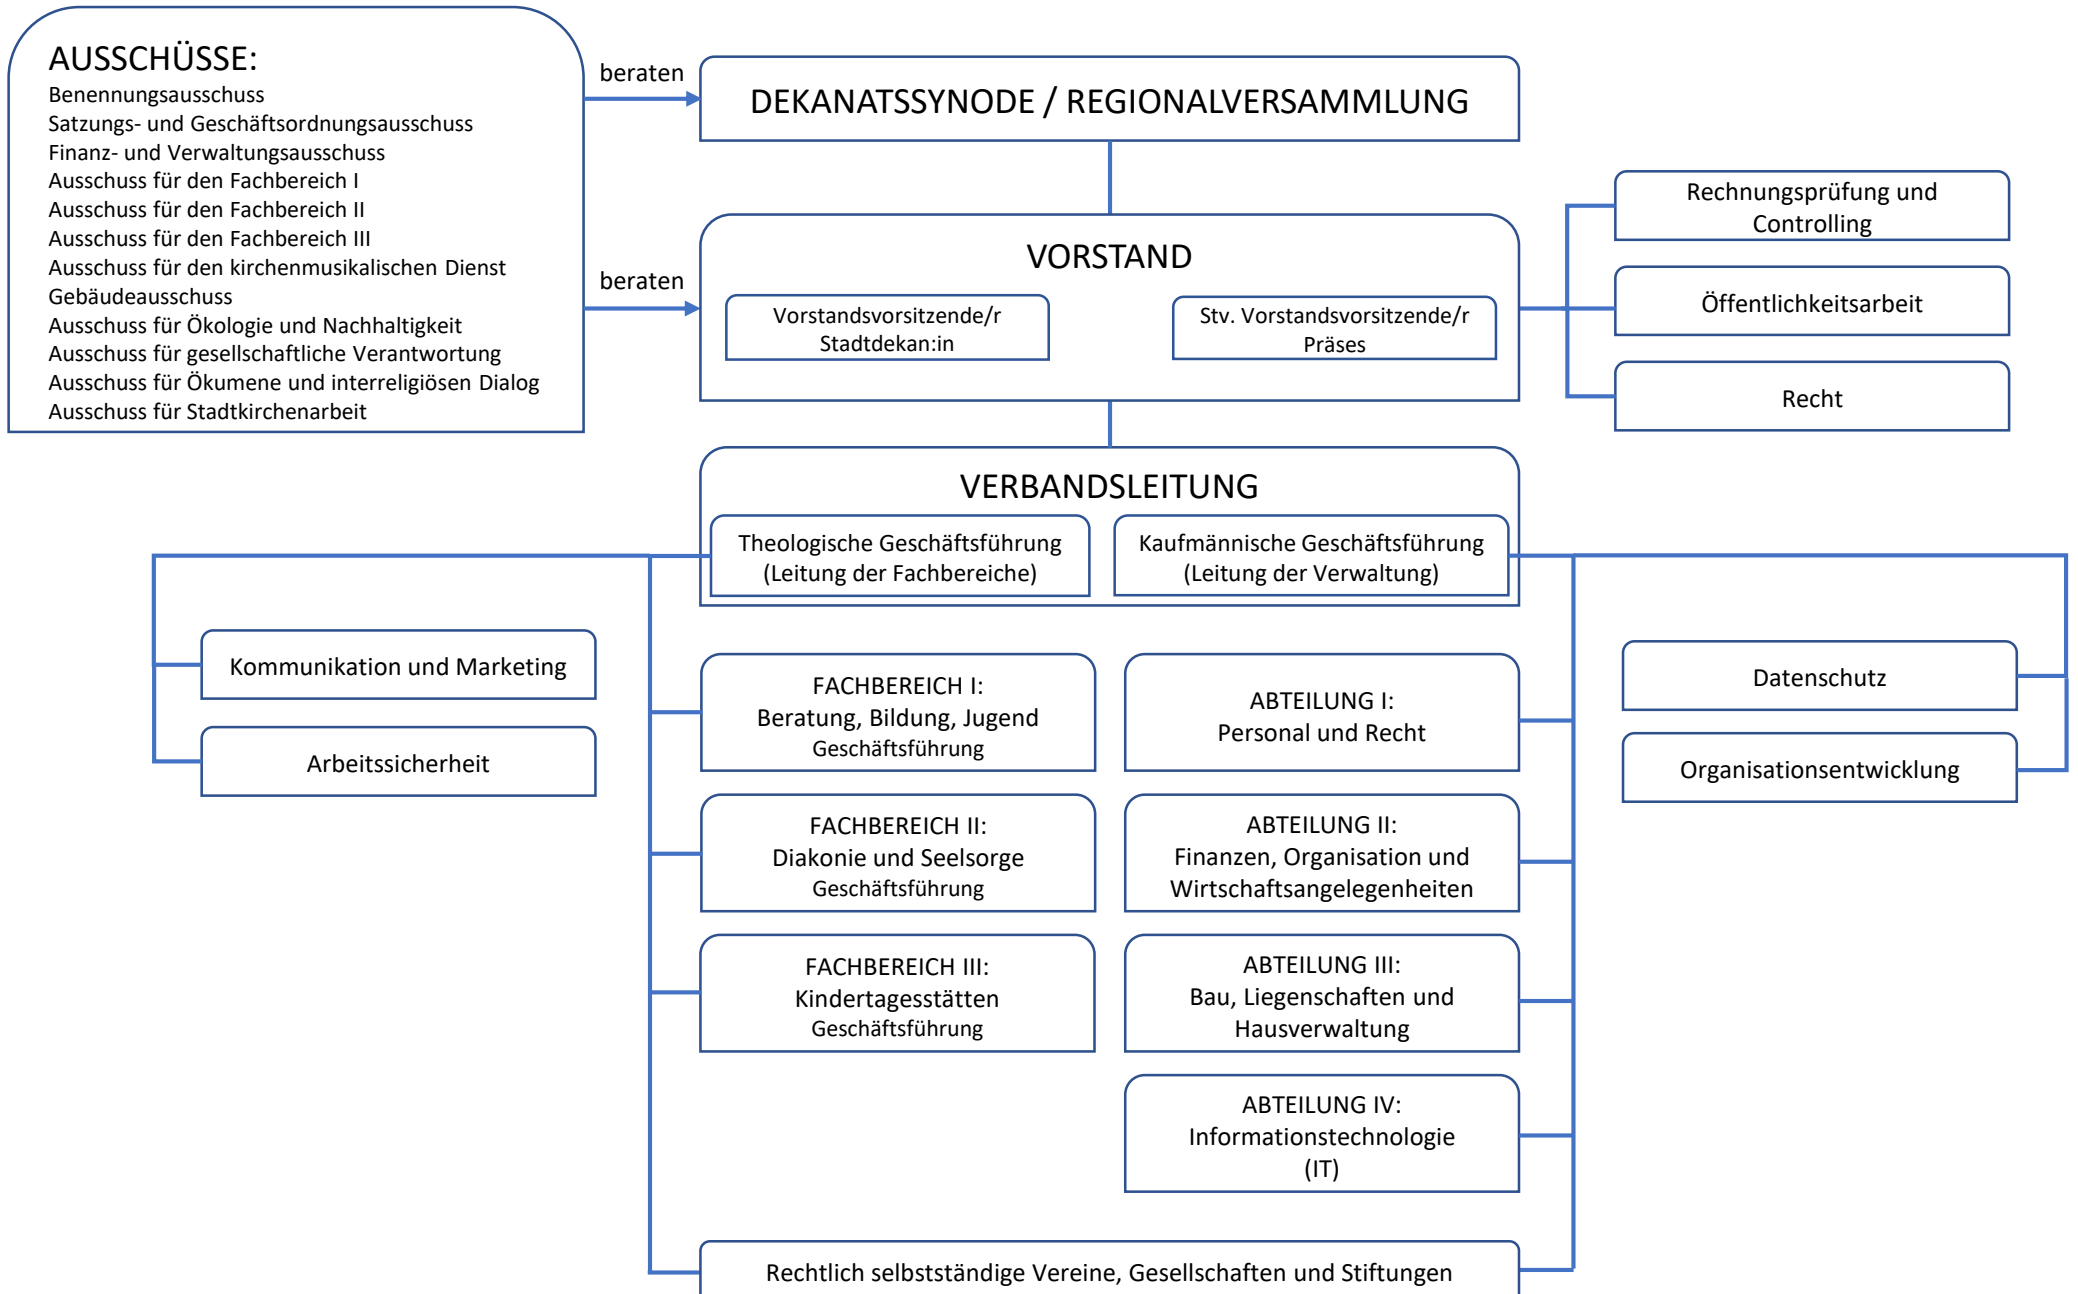 AUSSCHÜSSE:
Benennungsausschuss
Satzungs- und Geschäftsordnungsausschuss
Finanz- und Verwaltungsausschuss
Ausschuss für den Fachbereich I
Ausschuss für den Fachbereich II
Ausschuss für den Fachbereich III
Ausschuss für den kirchenmusikalischen Dienst
Gebäudeausschuss
Ausschuss für Ökologie und Nachhaltigkeit
Ausschuss für gesellschaftliche Verantwortung
Ausschuss für Ökumene und interreligiösen Dialog
Ausschuss für Stadtkirchenarbeit
beraten
beraten
DEKANATSSYNODE / REGIONALVERSAMMLUNG
VORSTAND
Vorstandsvorsitzende/r
Stadtdekan:in
Stv. Vorstandsvorsitzende/r
Präses
Rechnungsprüfung und
Controlling
Öffentlichkeitsarbeit
Recht
VERBANDSLEITUNG
Theologische Geschäftsführung
(Leitung der Fachbereiche)
Kaufmännische Geschäftsführung
(Leitung der Verwaltung)
Kommunikation und Marketing
Arbeitssicherheit
FACHBEREICH I:
Beratung, Bildung, Jugend
Geschäftsführung
FACHBEREICH II:
Diakonie und Seelsorge
Geschäftsführung
FACHBEREICH III:
Kindertagesstätten
Geschäftsführung
ABTEILUNG I:
Personal und Recht
ABTEILUNG II:
Finanzen, Organisation und
Wirtschaftsangelegenheiten
ABTEILUNG III:
Bau, Liegenschaften und
Hausverwaltung
ABTEILUNG IV:
Informationstechnologie
(IT)
Datenschutz
Organisationsentwicklung
Rechtlich selbstständige Vereine, Gesellschaften und Stiftungen